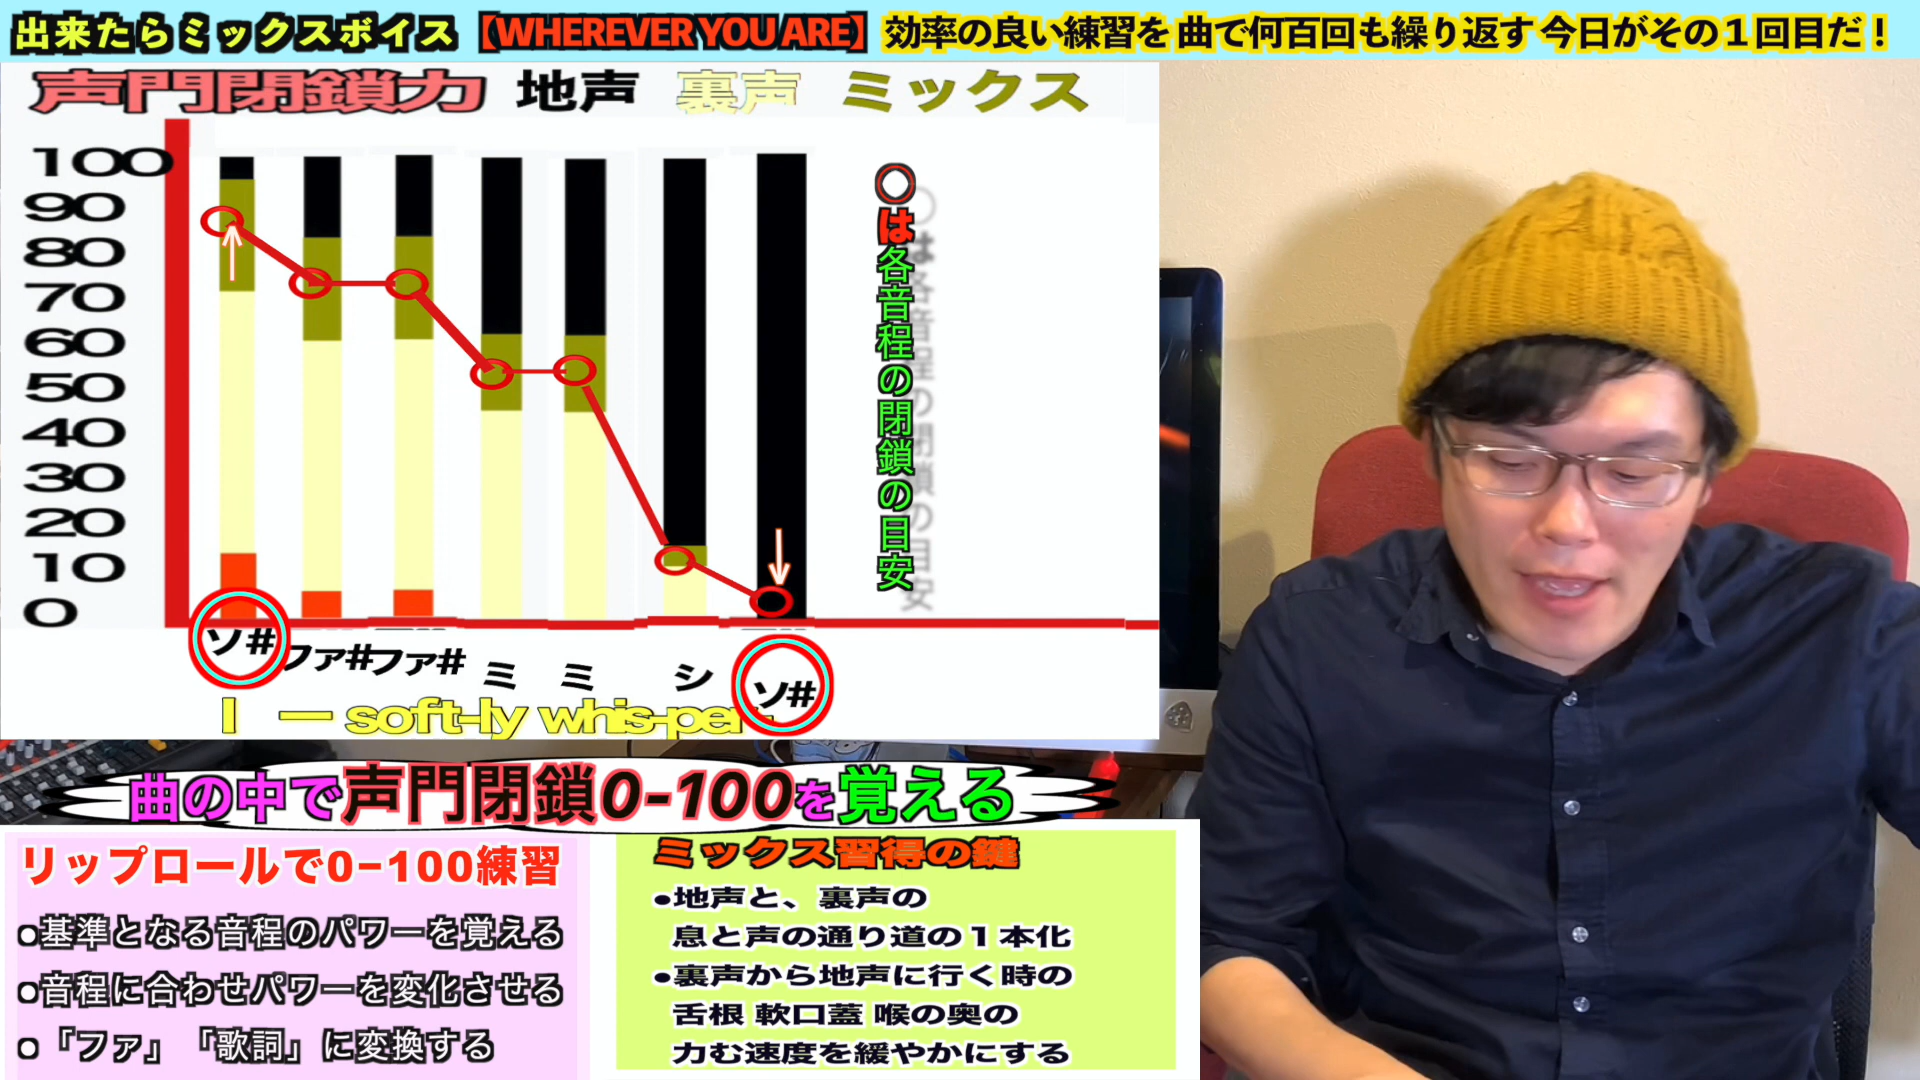 出来たらミックスボイス【WHEREVER YOU ARE】効率の良い練習を 曲で何百回も繰り返す 今日がその１回目だ！
声門閉鎖力 地声 裏声 ミックス
100
90
80
70
60
50
40
30
20
10
0
○は各音程の閉鎖の目安
ソ# ファ# ファ# ミ ミ シ ソ#
I ー soft-ly whis-per
曲の中で声門閉鎖0-100を覚える
リップロールで0-100練習
●基準となる音程のパワーを覚える
●音程に合わせパワーを変化させる
●「ファ」「歌詞」に変換する
ミックス習得の鍵
●地声と、裏声の
息と声の通り道の１本化
●裏声から地声に行く時の
舌根 軟口蓋 喉の奥の
力む速度を緩やかにする